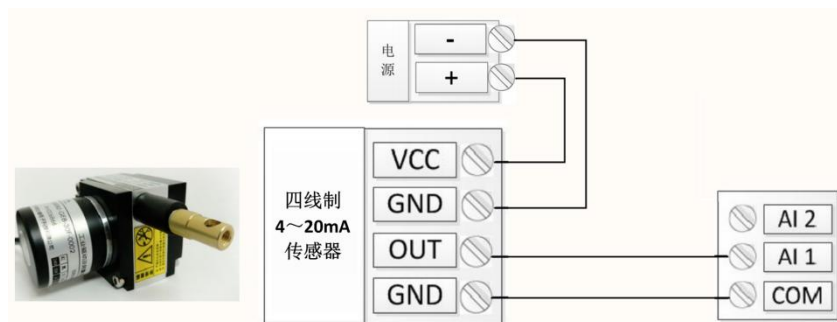 电
源
-
+
四线制
4～20mA
传感器
VCC
GND
OUT
GND
AI 2
AI 1
COM